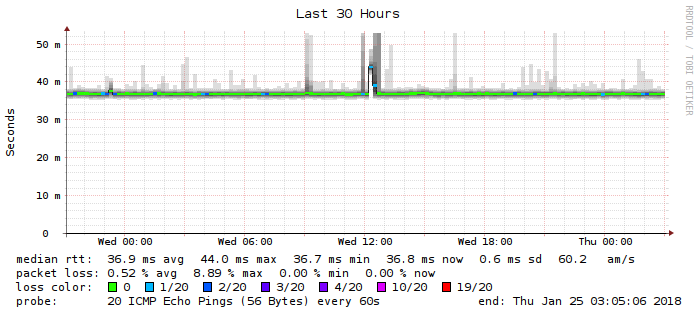 Last 30 Hours
RRDTOOL / TOBI OETIKER
Seconds
50 m
40 m
30 m
20 m
10 m
0
Wed 00:00 Wed 06:00 Wed 12:00 Wed 18:00 Thu 00:00
median rtt: 36.9 ms avg 44.0 ms max 36.7 ms min 36.8 ms now 0.6 ms sd 60.2 am/s
packet loss: 0.52 % avg 8.89 % max 0.00 % min 0.00 % now
loss color: 0 1/20 2/20 3/20 4/20 10/20 19/20
probe: 20 ICMP Echo Pings (56 Bytes) every 60s end: Thu Jan 25 03:05:06 2018